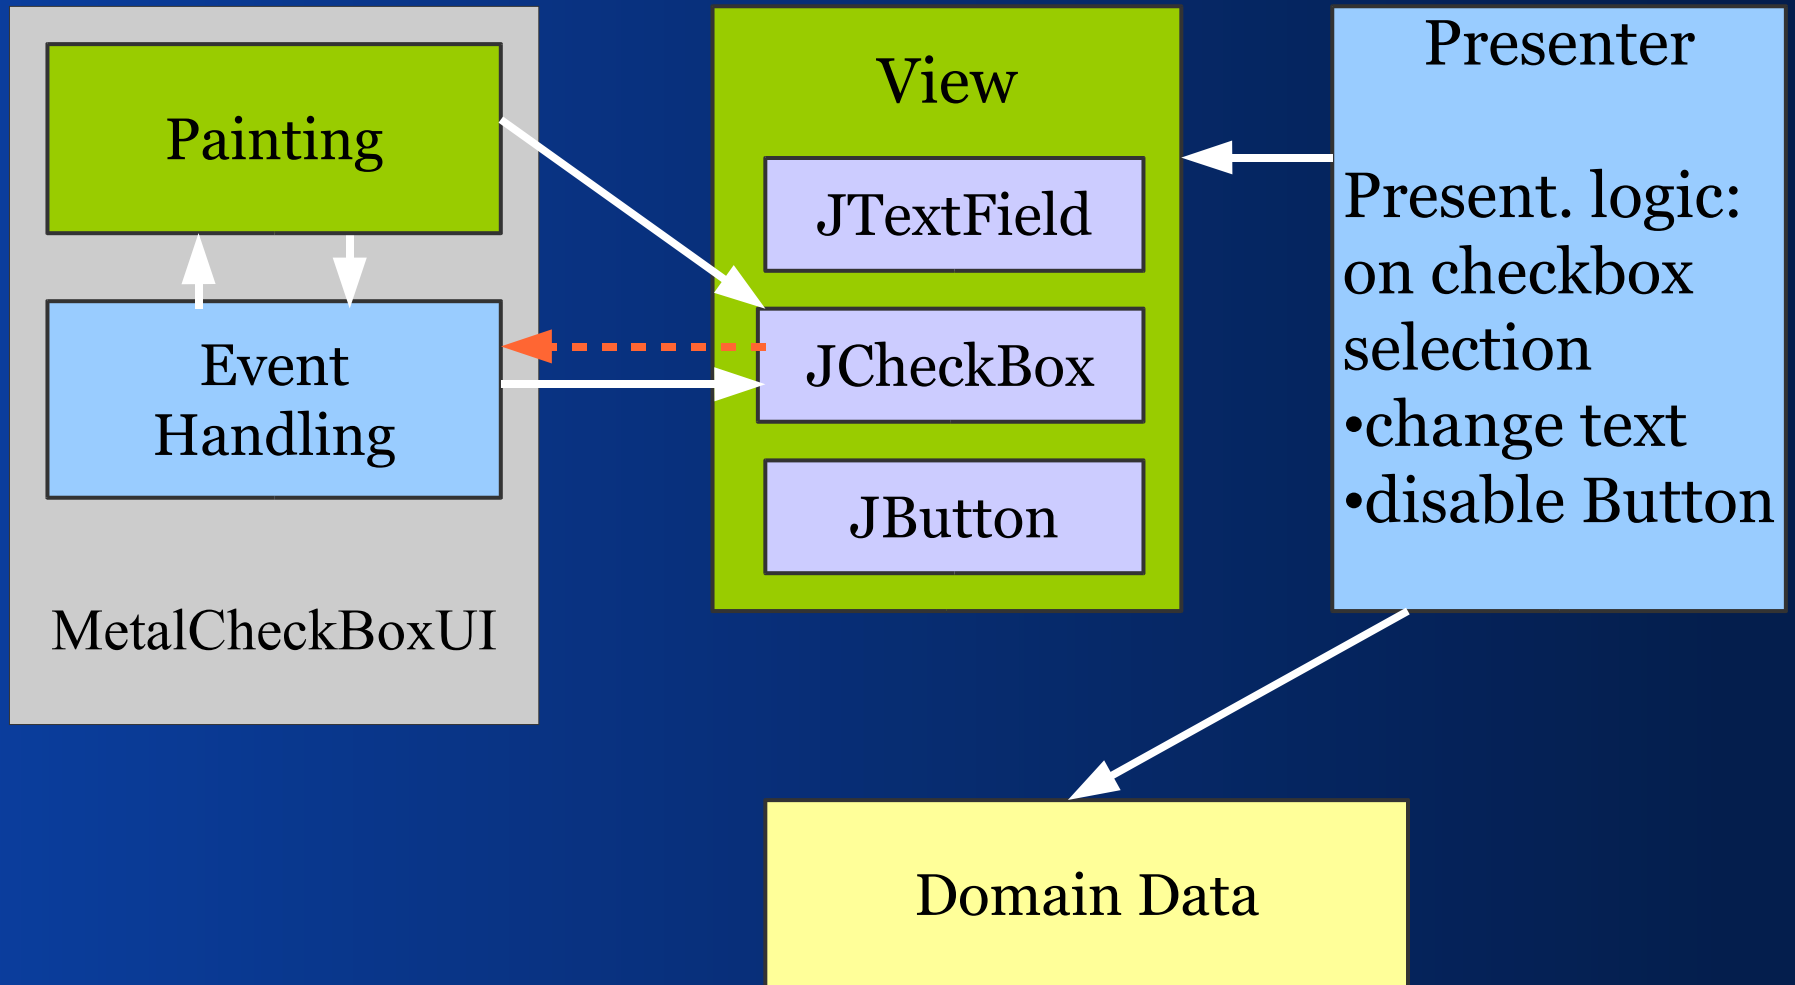 Painting
Event
Handling
MetalCheckBoxUI
View
JTextField
JCheckBox
JButton
Presenter
Present. logic:
on checkbox
selection
•change text
•disable Button
Domain Data